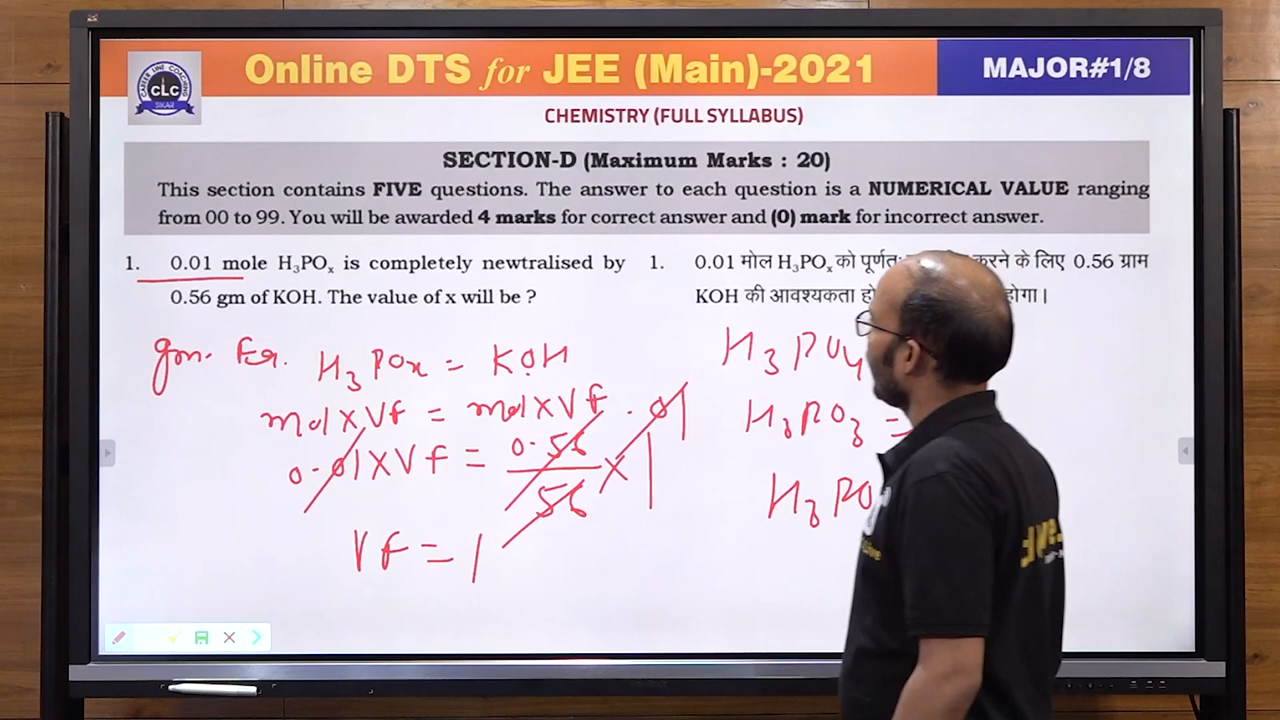 Online DTS for JEE (Main)-2021
MAJOR#1/8
CLC
SIKAR
CHEMISTRY (FULL SYLLABUS)
SECTION-D (Maximum Marks : 20)
This section contains FIVE questions. The answer to each question is a NUMERICAL VALUE ranging
from 00 to 99. You will be awarded 4 marks for correct answer and (0) mark for incorrect answer.
1. 0.01 mole H₃POₓ is completely newtralised by
0.56 gm of KOH. The value of x will be ?
1. 0.01 मोल H₃POₓ को पूर्णतः करने के लिए 0.56 ग्राम
KOH की आवश्यकता होगा।
gm. Eq. H₃POx = KOH
mol x Vf = mol x Vf
0.01 x Vf = 0.56/56 x 1
.01
Vf = 1
H₃PO₄
H₃PO₃ =
H₃PO